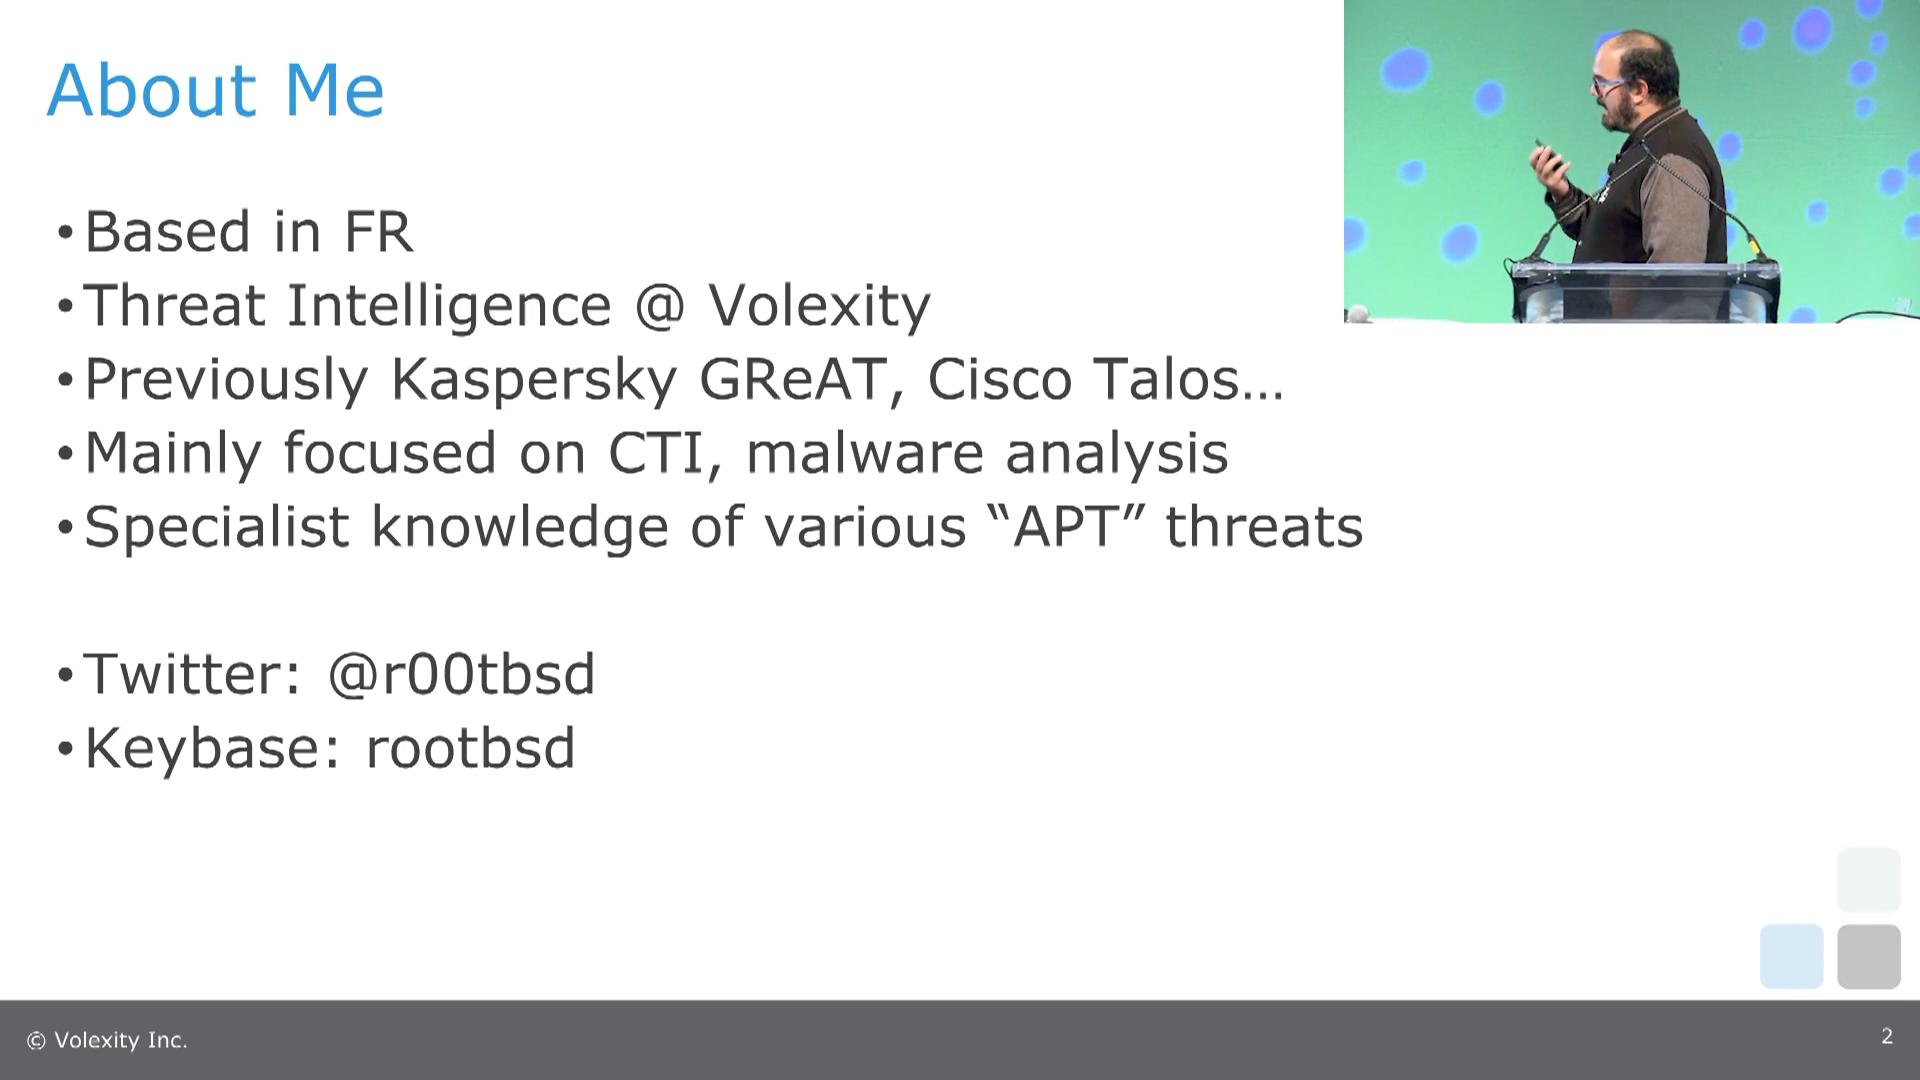 About Me
•Based in FR
•Threat Intelligence @ Volexity
•Previously Kaspersky GReAT, Cisco Talos…
•Mainly focused on CTI, malware analysis
•Specialist knowledge of various “APT” threats
•Twitter: @r00tbsd
•Keybase: rootbsd
© Volexity Inc.
2